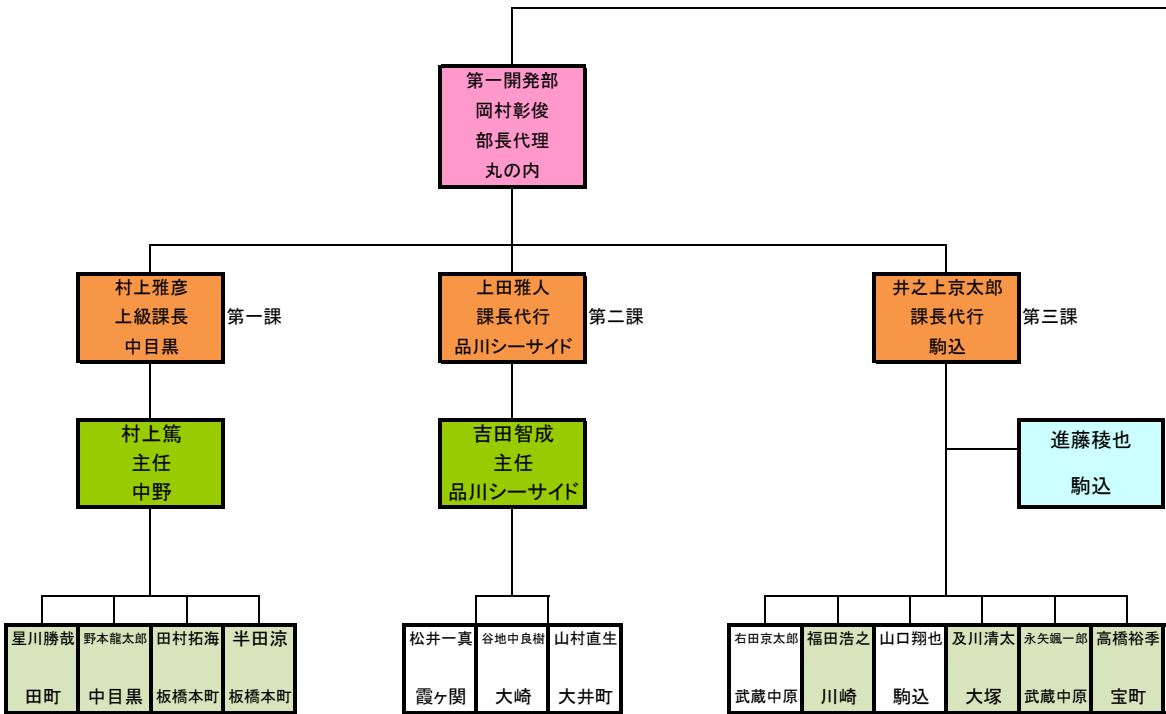 第一開発部
岡村彰俊
部長代理
丸の内
村上雅彦
上級課長
中目黒
第一課
上田雅人
課長代行
品川シーサイド
第二課
井之上京太郎
課長代行
駒込
第三課
村上篤
主任
中野
吉田智成
主任
品川シーサイド
進藤稜也
駒込
星川勝哉
田町
野本龍太郎
中目黒
田村拓海
板橋本町
半田涼
板橋本町
松井一真
霞ヶ関
谷地中良樹
大崎
山村直生
大井町
右田京太郎
武蔵中原
福田浩之
川崎
山口翔也
駒込
及川清太
大塚
永矢颯一郎
武蔵中原
高橋裕季
宝町